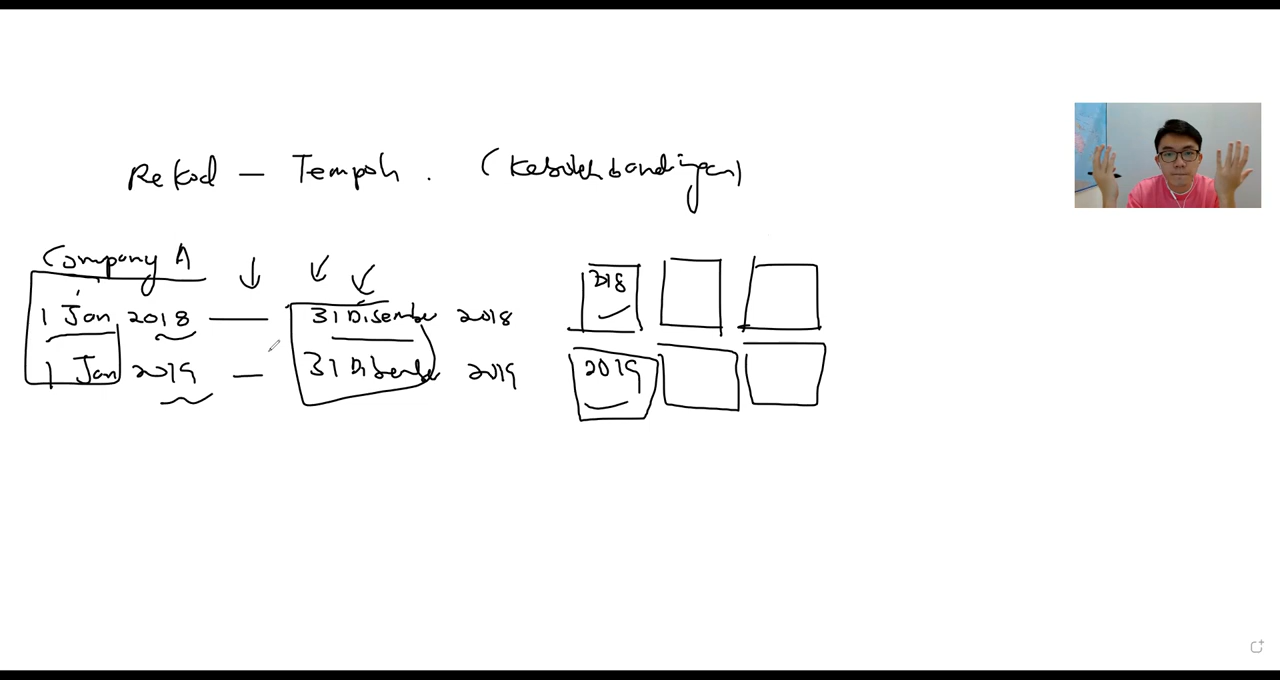 Rekod — Tempoh . (Kebolehbandingan)
Company A
1 Jan 2018 — 31 Disember 2018
1 Jan 2019 — 31 Disember 2019
2018
2019